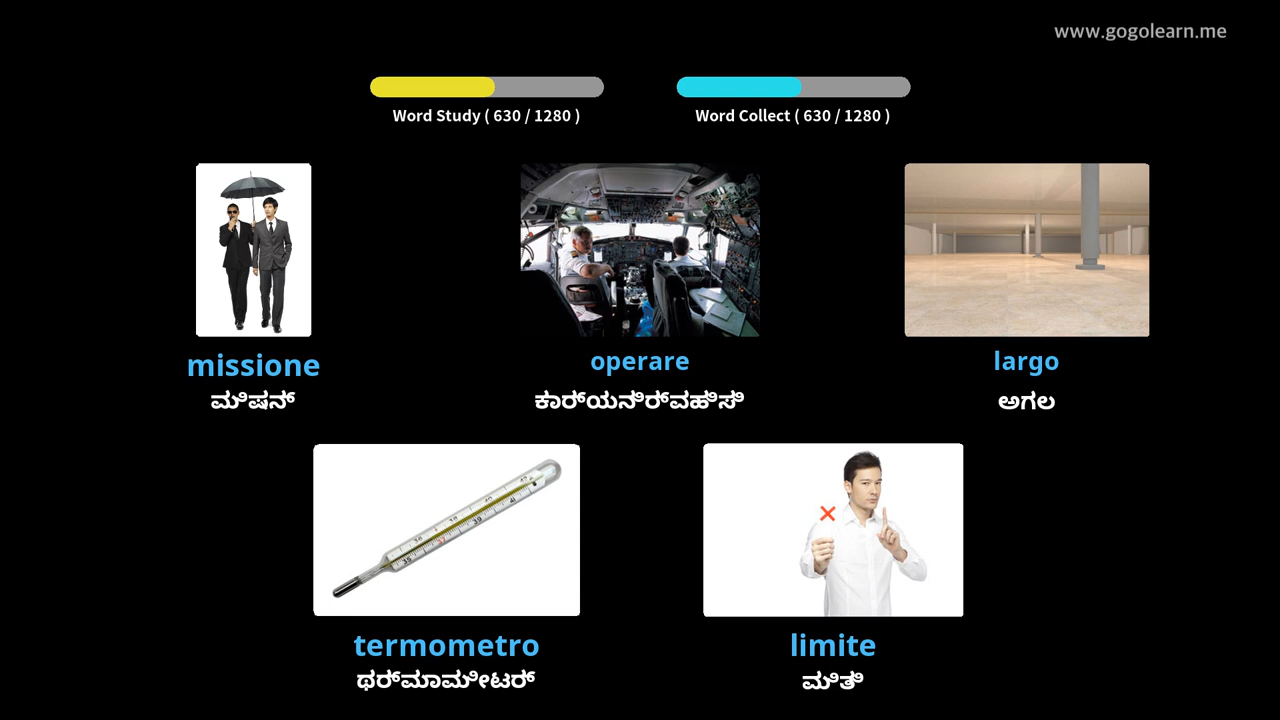 www.gogolearn.me
Word Study ( 630 / 1280 )
Word Collect ( 630 / 1280 )
missione
ಮಿಷನ್
operare
ಕಾರ್ಯನಿರ್ವಹಿಸಿ
largo
ಅಗಲ
termometro
ಥರ್ಮಾಮೀಟರ್
limite
ಮಿತಿ